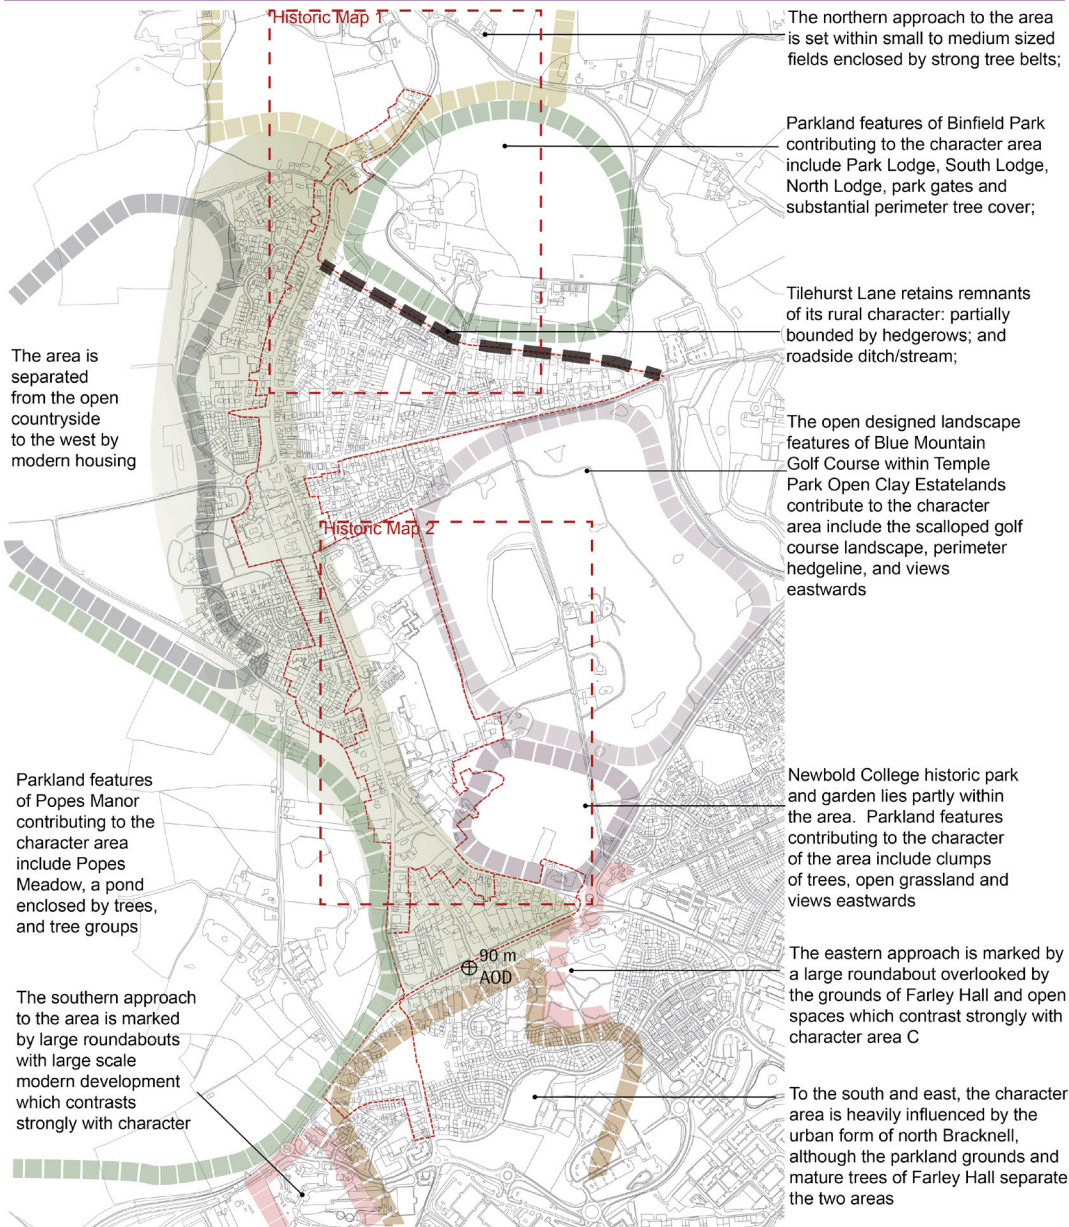 Historic Map 1
The northern approach to the area
is set within small to medium sized
fields enclosed by strong tree belts;
Parkland features of Binfield Park
contributing to the character area
include Park Lodge, South Lodge,
North Lodge, park gates and
substantial perimeter tree cover;
Tilehurst Lane retains remnants
of its rural character: partially
bounded by hedgerows; and
roadside ditch/stream;
The area is
separated
from the open
countryside
to the west by
modern housing
The open designed landscape
features of Blue Mountain
Golf Course within Temple
Park Open Clay Estatelands
contribute to the character
area include the scalloped golf
course landscape, perimeter
hedgeline, and views
eastwards
Historic Map 2
Parkland features
of Popes Manor
contributing to the
character area
include Popes
Meadow, a pond
enclosed by trees,
and tree groups
Newbold College historic park
and garden lies partly within
the area. Parkland features
contributing to the character
of the area include clumps
of trees, open grassland and
views eastwards
90 m
AOD
The eastern approach is marked by
a large roundabout overlooked by
the grounds of Farley Hall and open
spaces which contrast strongly with
character area C
The southern approach
to the area is marked
by large roundabouts
with large scale
modern development
which contrasts
strongly with character
To the south and east, the character
area is heavily influenced by the
urban form of north Bracknell,
although the parkland grounds and
mature trees of Farley Hall separate
the two areas